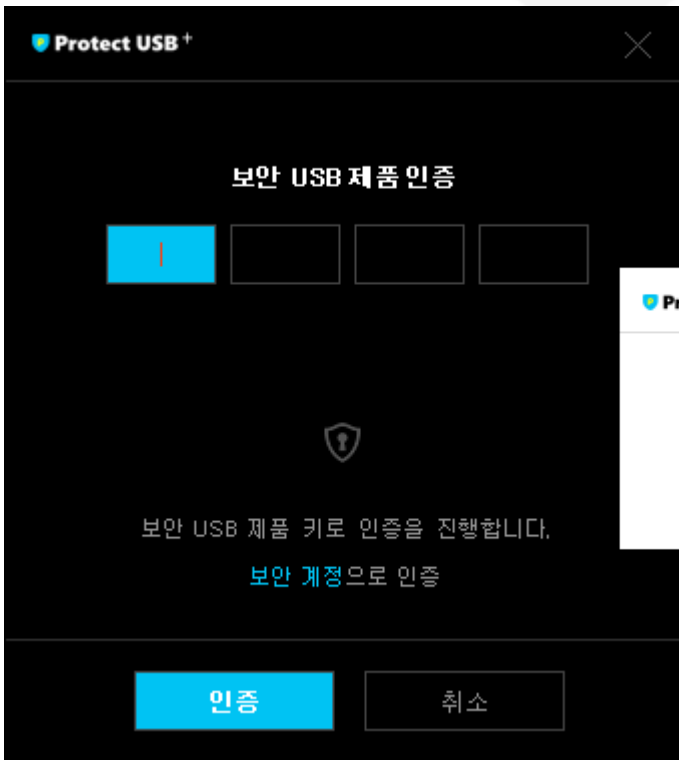 Protect USB+
보안 USB 제품 인증
보안 USB 제품 키로 인증을 진행합니다.
보안 계정으로 인증
인증
취소